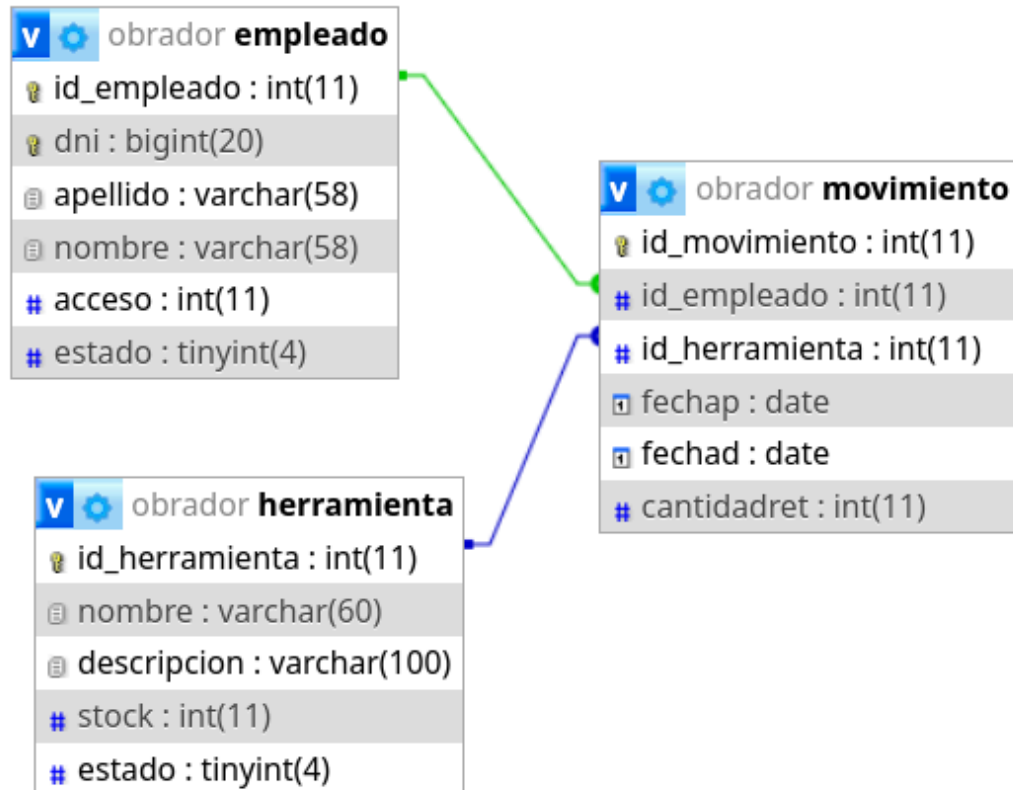 v obrador empleado
id_empleado : int(11)
dni : bigint(20)
apellido : varchar(58)
nombre : varchar(58)
acceso : int(11)
estado : tinyint(4)
v obrador movimiento
id_movimiento : int(11)
id_empleado : int(11)
id_herramienta : int(11)
fechap : date
fechad : date
cantidadret : int(11)
v obrador herramienta
id_herramienta : int(11)
nombre : varchar(60)
descripcion : varchar(100)
stock : int(11)
estado : tinyint(4)